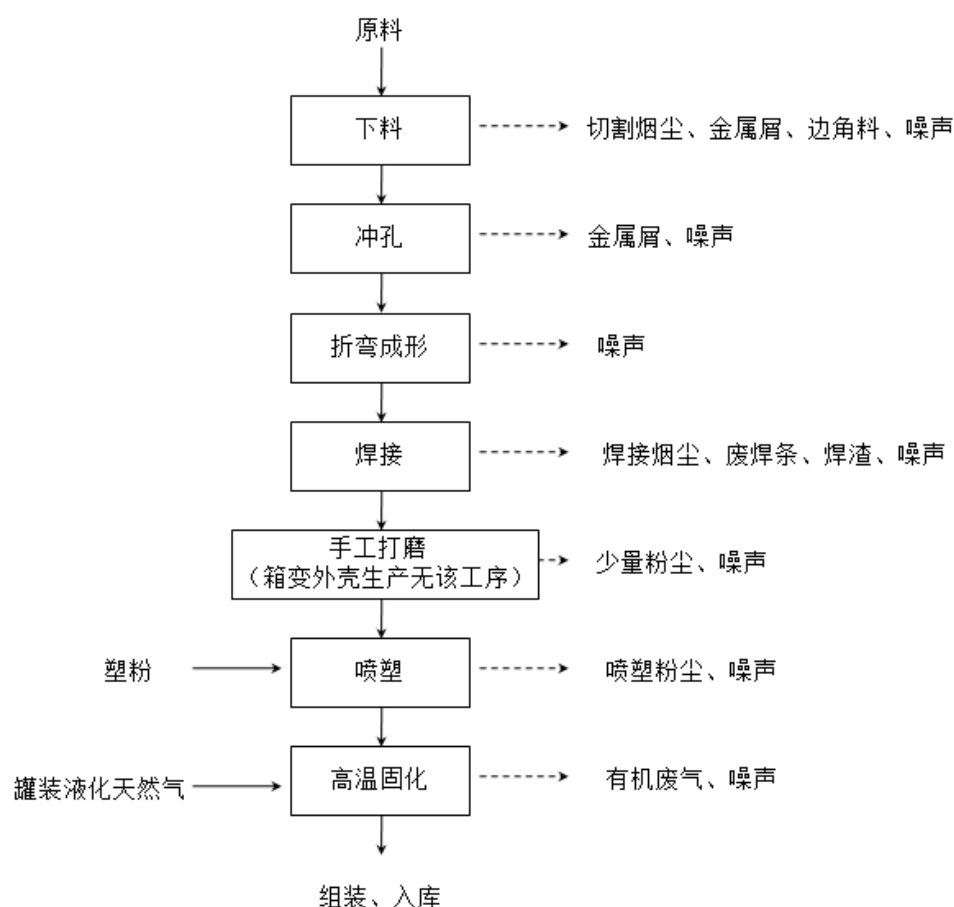 原料
下料
切割烟尘、金属屑、边角料、噪声
冲孔
金属屑、噪声
折弯成形
噪声
焊接
焊接烟尘、废焊条、焊渣、噪声
手工打磨
（箱变外壳生产无该工序）
少量粉尘、噪声
塑粉
喷塑
喷塑粉尘、噪声
罐装液化天然气
高温固化
有机废气、噪声
组装、入库